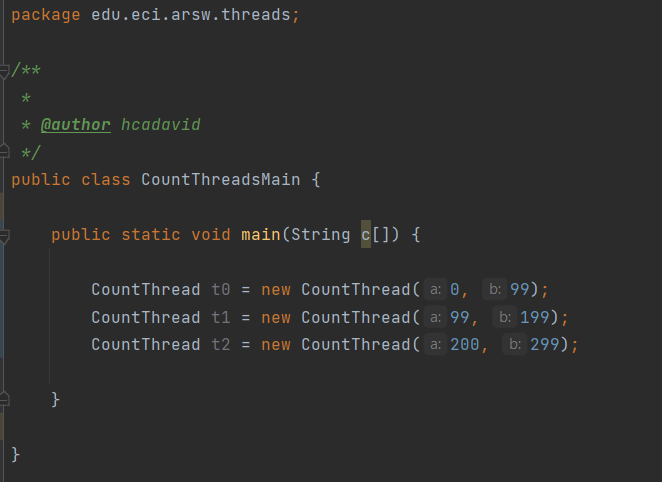 package edu.eci.arsw.threads;
/**
 *
 * @author hcadavid
 */
public class CountThreadsMain {
    public static void main(String c[]) {
        CountThread t0 = new CountThread( a: 0, b: 99);
        CountThread t1 = new CountThread( a: 99, b: 199);
        CountThread t2 = new CountThread( a: 200, b: 299);
    }
}